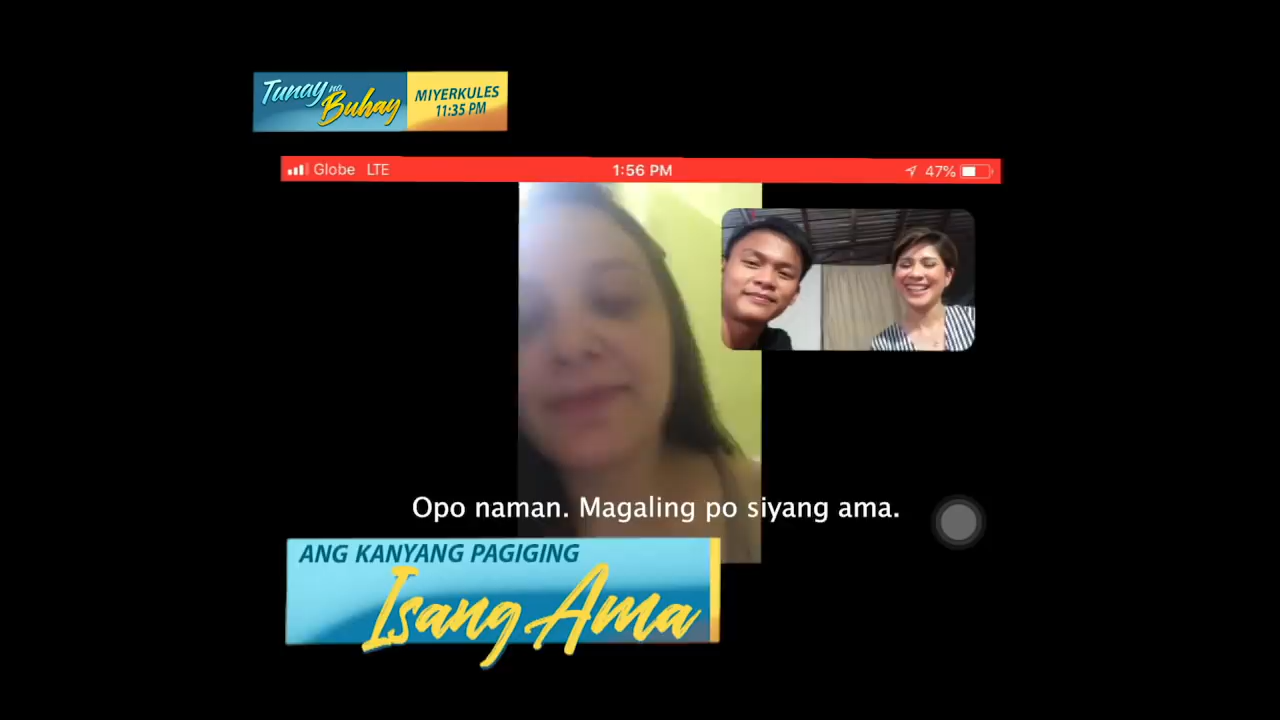 Tunay na Buhay
MIYERKULES
11:35 PM
Globe LTE 1:56 PM 47%
Opo naman. Magaling po siyang ama.
ANG KANYANG PAGIGING
Isang Ama